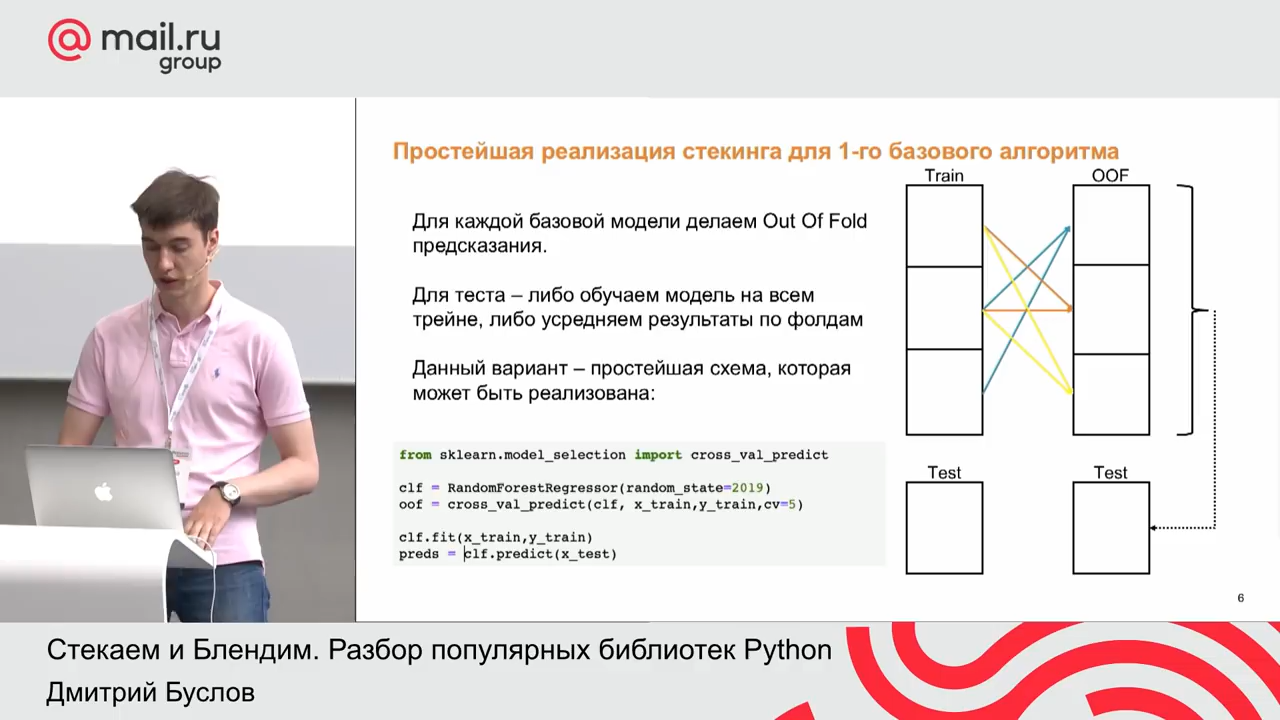 mail.ru
group
Простейшая реализация стекинга для 1-го базового алгоритма
Train
OOF
Для каждой базовой модели делаем Out Of Fold
предсказания.
Для теста – либо обучаем модель на всем
трейне, либо усредняем результаты по фолдам
Данный вариант – простейшая схема, которая
может быть реализована:
from sklearn.model_selection import cross_val_predict
clf = RandomForestRegressor(random_state=2019)
oof = cross_val_predict(clf, x_train,y_train,cv=5)
clf.fit(x_train,y_train)
preds = clf.predict(x_test)
Test
Test
6
Стекаем и Блендим. Разбор популярных библиотек Python
Дмитрий Буслов